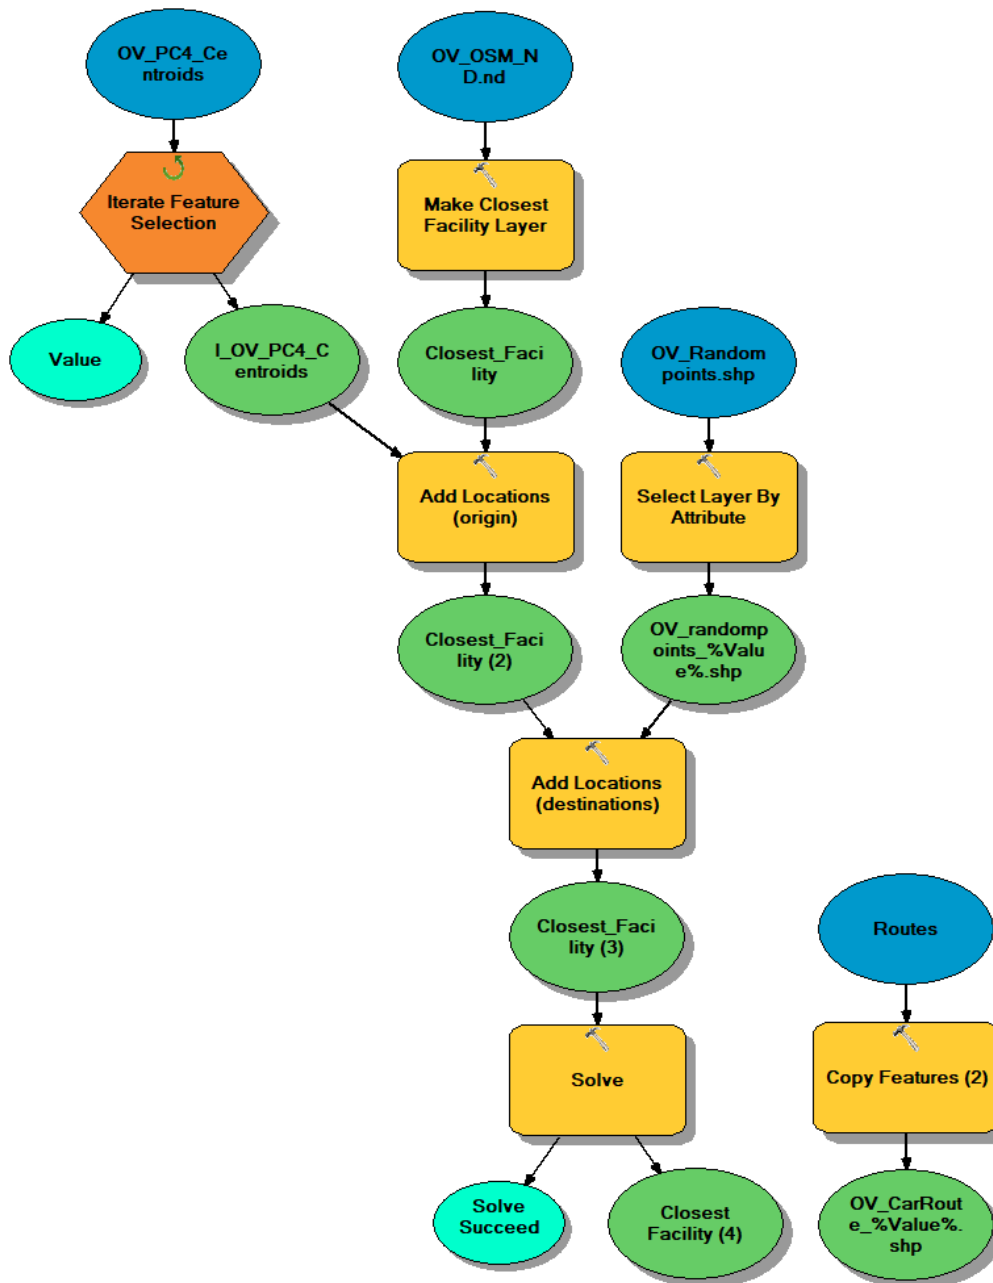 OV_PC4_Ce
ntroids
OV_OSM_N
D.nd
Iterate Feature
Selection
Make Closest
Facility Layer
Value
I_OV_PC4_C
entroids
Closest_Faci
lity
OV_Random
points.shp
Add Locations
(origin)
Select Layer By
Attribute
Closest_Faci
lity (2)
OV_randomp
oints_%Valu
e%.shp
Add Locations
(destinations)
Closest_Faci
lity (3)
Routes
Solve
Copy Features (2)
Solve
Succeed
Closest
Facility (4)
OV_CarRout
e_%Value%.
shp